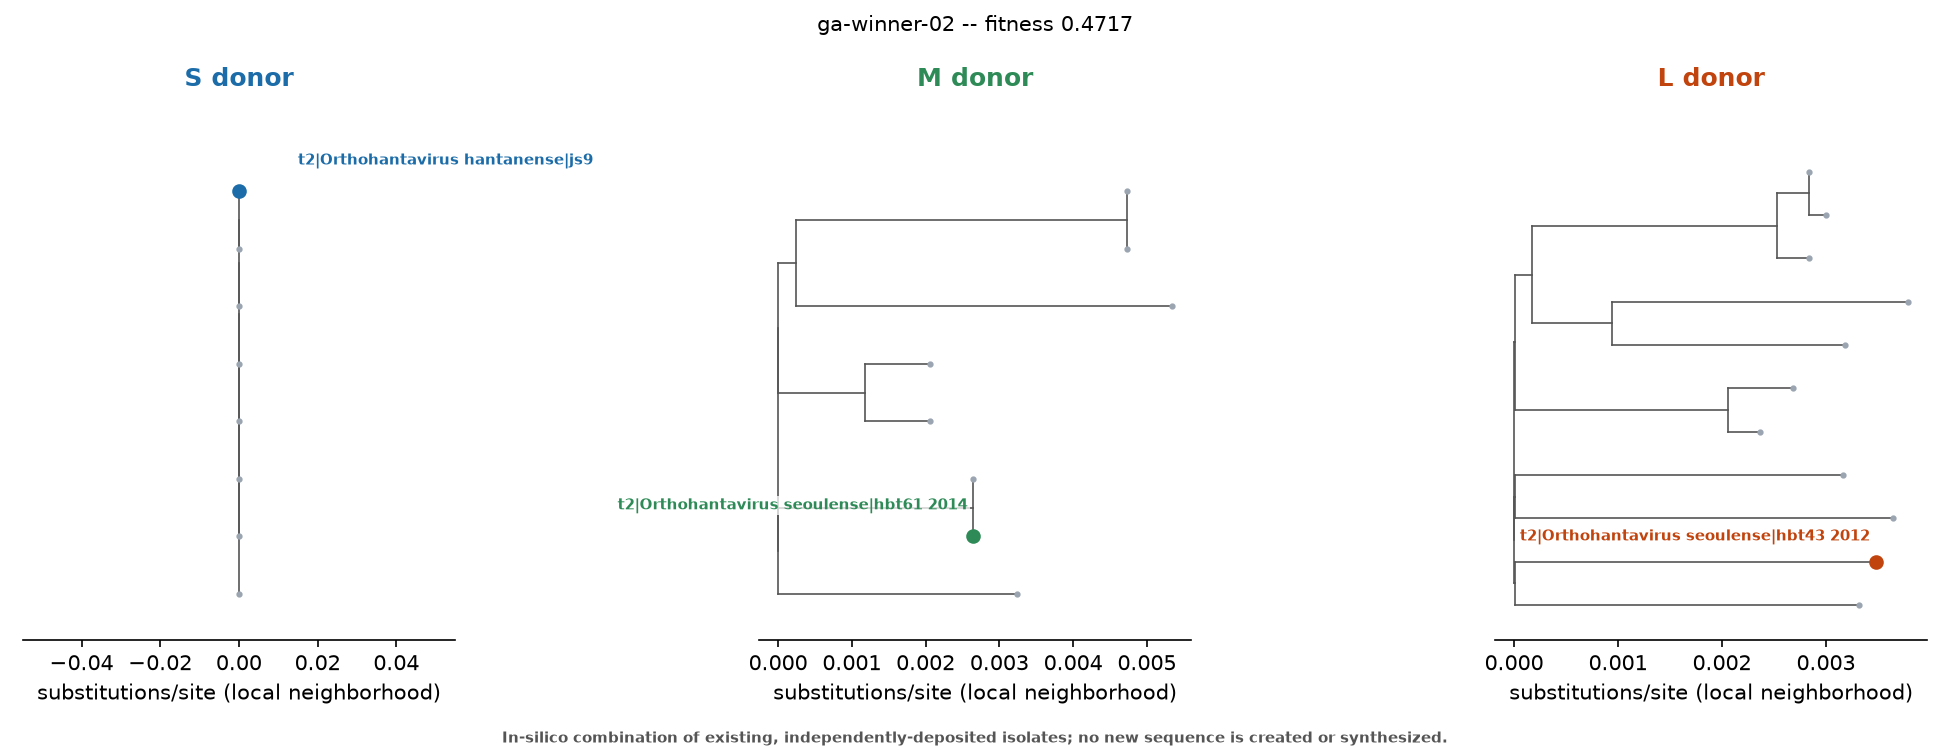 ga-winner-02 -- fitness 0.4717
S donor
M donor
L donor
t2|Orthohantavirus hantanense|js9
t2|Orthohantavirus seoulense|hbt61 2014
t2|Orthohantavirus seoulense|hbt43 2012
−0.04 −0.02 0.00 0.02 0.04
0.000 0.001 0.002 0.003 0.004 0.005
0.000 0.001 0.002 0.003
substitutions/site (local neighborhood)
substitutions/site (local neighborhood)
substitutions/site (local neighborhood)
In-silico combination of existing, independently-deposited isolates; no new sequence is created or synthesized.